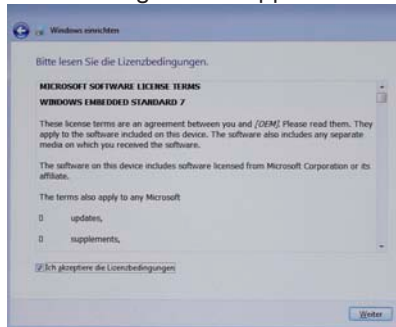 Windows einrichten
Bitte lesen Sie die Lizenzbedingungen.
MICROSOFT SOFTWARE LICENSE TERMS
WINDOWS EMBEDDED STANDARD 7
These license terms are an agreement between you and [OEM]. Please read them. They
apply to the software included on this device. The software also includes any separate
media on which you received the software.
The software on this device includes software licensed from Microsoft Corporation or its
affiliate.
The terms also apply to any Microsoft
updates,
supplements,
Ich akzeptiere die Lizenzbedingungen
Weiter